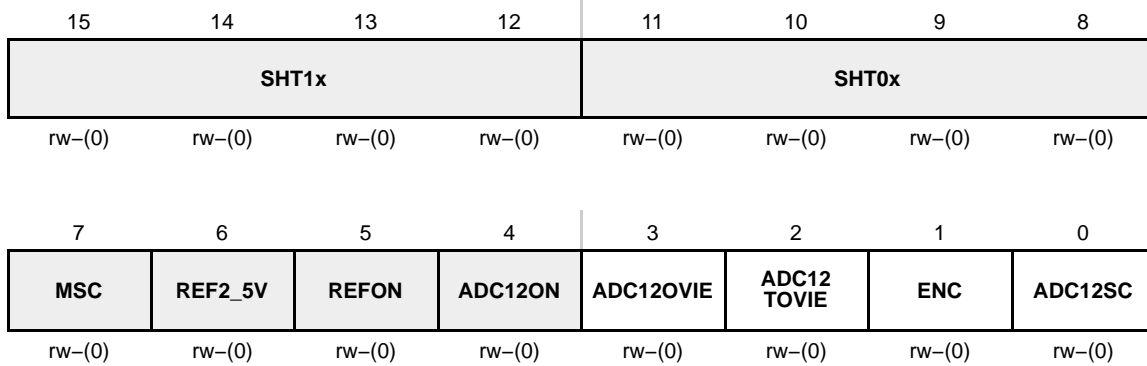 15 14 13 12 11 10 9 8
SHT1x SHT0x
rw−(0) rw−(0) rw−(0) rw−(0) rw−(0) rw−(0) rw−(0) rw−(0)
7 6 5 4 3 2 1 0
MSC REF2_5V REFON ADC12ON ADC12OVIE ADC12
TOVIE ENC ADC12SC
rw−(0) rw−(0) rw−(0) rw−(0) rw−(0) rw−(0) rw−(0) rw−(0)